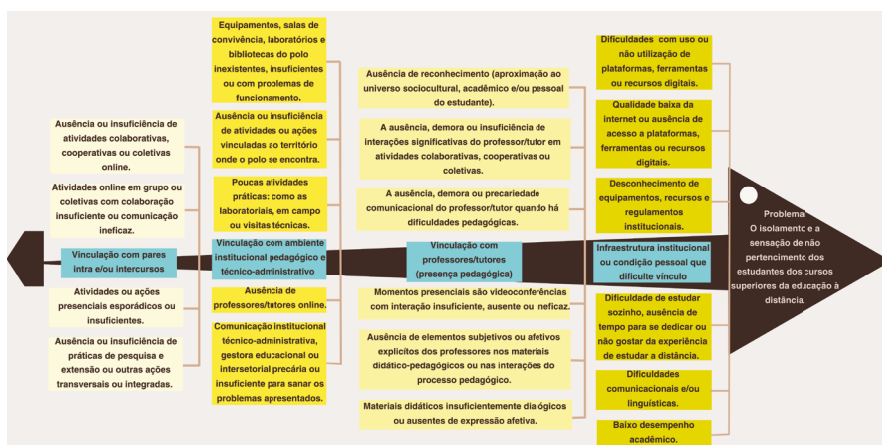 Ausência ou insuficiência de
atividades colaborativas,
cooperativas ou coletivas
online.
Atividades online em grupo ou
coletivas com colaboração
insuficiente ou comunicação
ineficaz.
Vinculação com pares
intra e/ou intercursos
Atividades ou ações
presenciais esporádicos ou
insuficientes.
Ausência ou insuficiência de
práticas de pesquisa e
extensão ou outras ações
transversais ou integradas.
Equipamentos, salas de
convivência, laboratórios e
bibliotecas do polo
inexistentes, insuficientes
ou com problemas de
funcionamento.
Ausência ou insuficiência
de atividades ou ações
vinculadas ao território
onde o polo se encontra.
Poucas atividades
práticas: como as
laboratoriais, em campo
ou visitas técnicas.
Vinculação com ambiente
institucional pedagógico e
técnico-administrativo
Ausência de
professores/tutores online.
Comunicação institucional
técnico-administrativa,
gestora educacional ou
intersetorial precária ou
insuficiente para sanar os
problemas apresentados.
Ausência de reconhecimento (aproximação ao
universo sociocultural, acadêmico e/ou pessoal
do estudante).
A ausência, demora ou insuficiência de
interações significativas do professor/tutor em
atividades colaborativas, cooperativas ou
coletivas.
A ausência, demora ou precariedade
comunicacional do professor/tutor quando há
dificuldades pedagógicas.
Vinculação com
professores/tutores
(presença pedagógica)
Momentos presenciais são videoconferências
com interação insuficiente, ausente ou ineficaz.
Ausência de elementos subjetivos ou afetivos
explicitos dos professores nos materiais
didático-pedagógicos ou nas interações do
processo pedagógico.
Materiais didáticos insuficientemente dialógicos
ou ausentes de expressão afetiva.
Dificuldades com uso ou
não utilização de
plataformas, ferramentas
ou recursos digitais.
Qualidade baixa da
internet ou ausência de
acesso a plataformas,
ferramentas ou recursos
digitais.
Desconhecimento de
equipamentos, recursos e
regulamentos
institucionais.
Infraestrutura institucional
ou condição pessoal que
dificulte vínculo
Dificuldade de estudar
sozinho, ausência de
tempo para se dedicar ou
não gostar da experiência
de estudar a distância.
Dificuldades
comunicacionais e/ou
linguísticas.
Baixo desempenho
acadêmico.
Problema
O isolamento e a
sensação de não
pertencimento dos
estudantes dos cursos
superiores da educação à
distância.